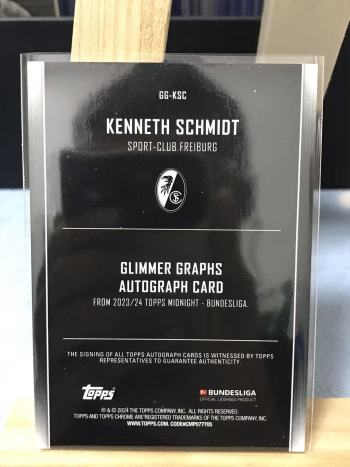 GG-KSC
KENNETH SCHMIDT
SPORT-CLUB FREIBURG
GLIMMER GRAPHS
AUTOGRAPH CARD
FROM 2023/24 TOPPS MIDNIGHT - BUNDESLIGA.
THE SIGNING OF ALL TOPPS AUTOGRAPH CARDS IS WITNESSED BY TOPPS
REPRESENTATIVES TO GUARANTEE AUTHENTICITY.
topps
BUNDESLIGA
OFFICIAL LICENSED PRODUCT
® & © 2024 THE TOPPS COMPANY, INC. ALL RIGHTS RESERVED.
TOPPS AND TOPPS CHROME ARE REGISTERED TRADEMARKS OF THE TOPPS COMPANY, INC.
WWW.TOPPS.COM. CODE#CMP077705